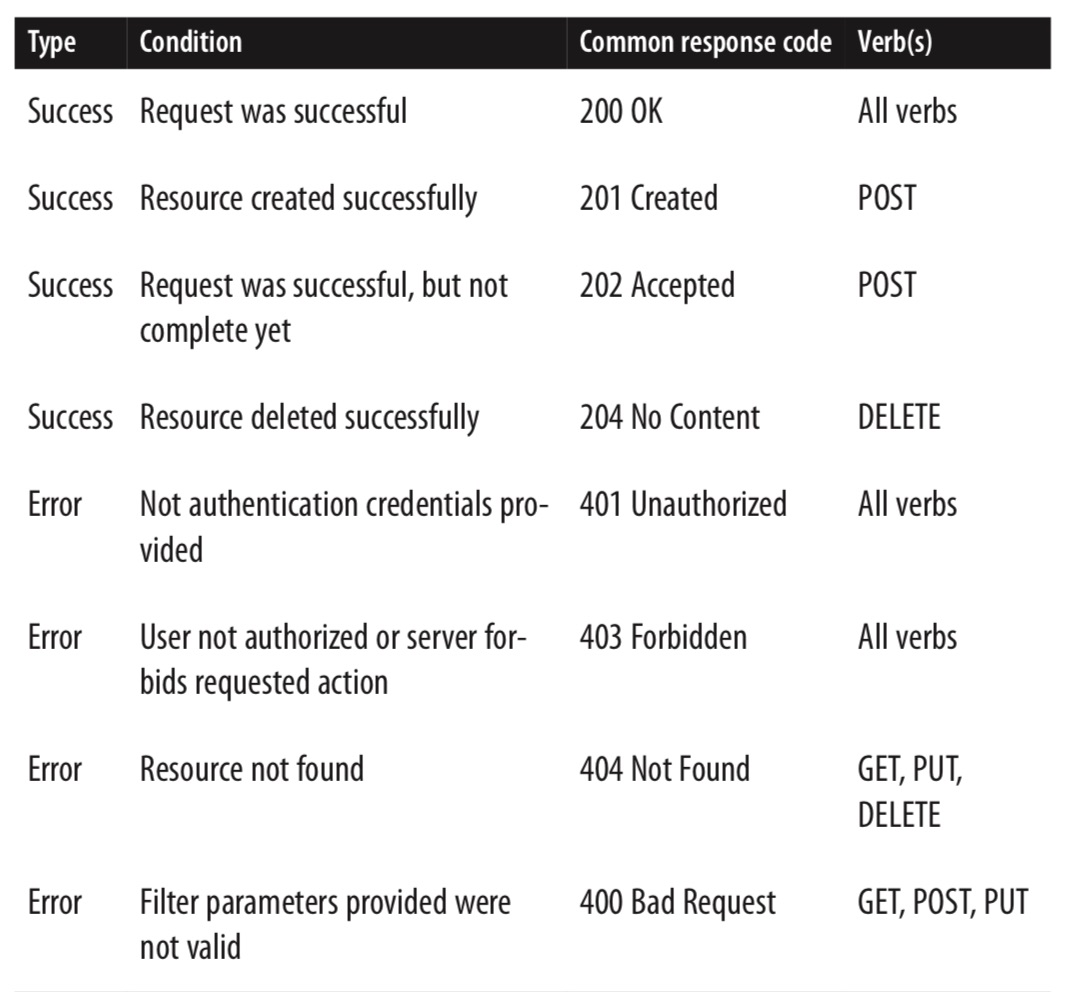 Type Condition Common response code Verb(s)
Success Request was successful 200 OK All verbs
Success Resource created successfully 201 Created POST
Success Request was successful, but not 202 Accepted POST
complete yet
Success Resource deleted successfully 204 No Content DELETE
Error Not authentication credentials pro- 401 Unauthorized All verbs
vided
Error User not authorized or server for- 403 Forbidden All verbs
bids requested action
Error Resource not found 404 Not Found GET, PUT,
DELETE
Error Filter parameters provided were 400 Bad Request GET, POST, PUT
not valid